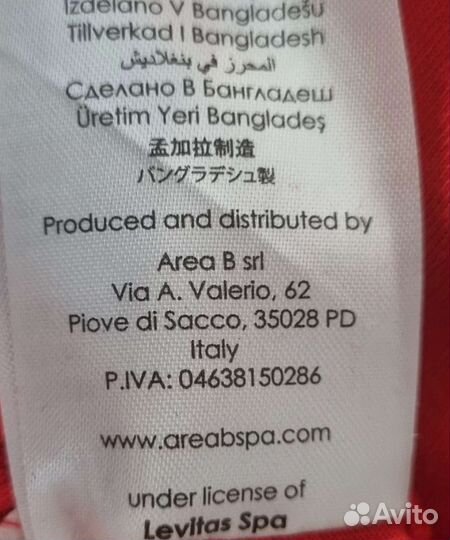 Izdelano V Bangladešu
Tillverkad I Bangladesh
المحرز في بنغلاديش
Сделано В Бангладеш
Üretim Yeri Bangladeş
孟加拉制造
バングラデシュ製
Produced and distributed by
Area B srl
Via A. Valerio, 62
Piove di Sacco, 35028 PD
Italy
P.IVA: 04638150286
www.areabspa.com
under license of
Levitas Spa
Avito